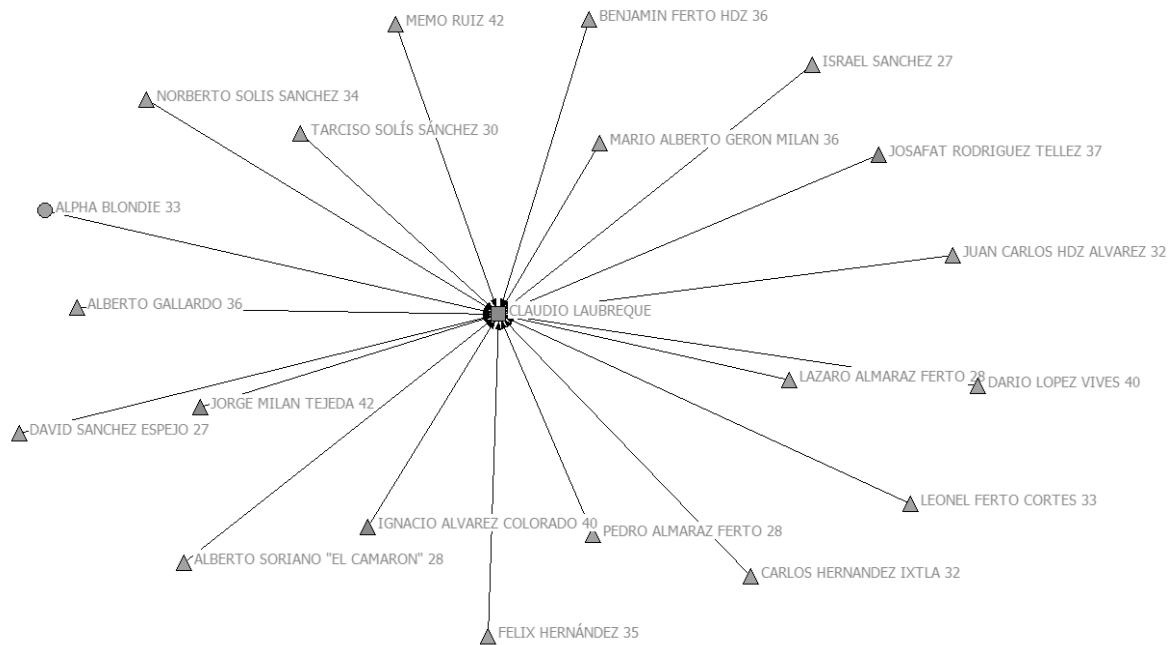 MEMO RUIZ 42
BENJAMIN FERTO HDZ 36
ISRAEL SANCHEZ 27
NORBERTO SOLIS SANCHEZ 34
TARCISO SOLÍS SÁNCHEZ 30
MARIO ALBERTO GERON MILAN 36
JOSAFAT RODRIGUEZ TELLEZ 37
ALPHA BLONDIE 33
JUAN CARLOS HDZ ALVAREZ 32
ALBERTO GALLARDO 36
CLAUDIO LAUBREQUE
LAZARO ALMARAZ FERTO 28
DARIO LOPEZ VIVES 40
JORGE MILAN TEJEDA 42
DAVID SANCHEZ ESPEJO 27
LEONEL FERTO CORTES 33
IGNACIO ALVAREZ COLORADO 40
PEDRO ALMARAZ FERTO 28
ALBERTO SORIANO "EL CAMARON" 28
CARLOS HERNANDEZ IXTLA 32
FELIX HERNÁNDEZ 35